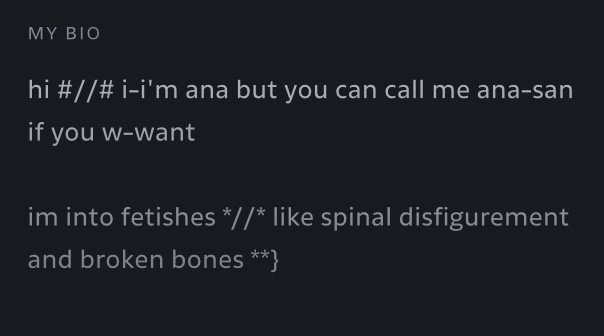 MY BIO
hi #//# i-i'm ana but you can call me ana-san
if you w-want
im into fetishes *//* like spinal disfigurement
and broken bones **}